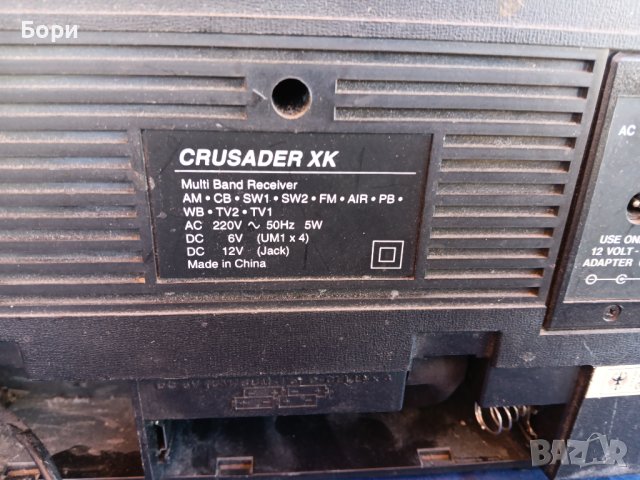 Бори
CRUSADER XK
Multi Band Receiver
AM • CB • SW1 • SW2 • FM • AIR • PB •
WB • TV2 • TV1
AC 220V ∼ 50Hz 5W
DC 6V (UM1 x 4)
DC 12V (Jack)
Made in China
AC
USE ON
12 VOLT
ADAPTER
BAZAR